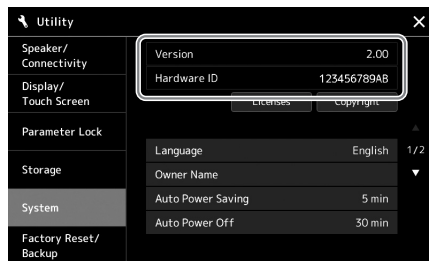 Utility
×
Speaker/
Connectivity
Display/
Touch Screen
Parameter Lock
Storage
System
Factory Reset/
Backup
Version 2.00
Hardware ID 123456789AB
Licenses Copyright
Language English
Owner Name
Auto Power Saving 5 min
Auto Power Off 30 min
1/2